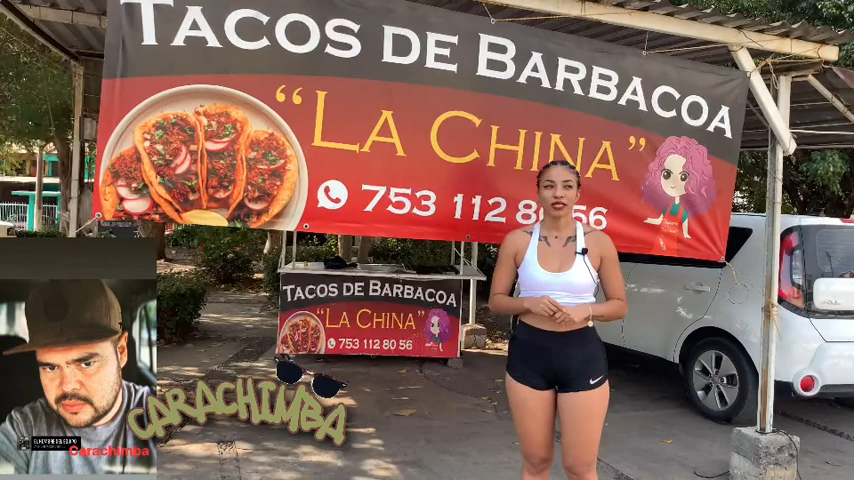 TACOS DE BARBACOA
"LA CHINA"
753 112 80 56
TACOS DE BARBACOA
"LA CHINA"
753 112 80 56
CARACHIMBA
Carachimba